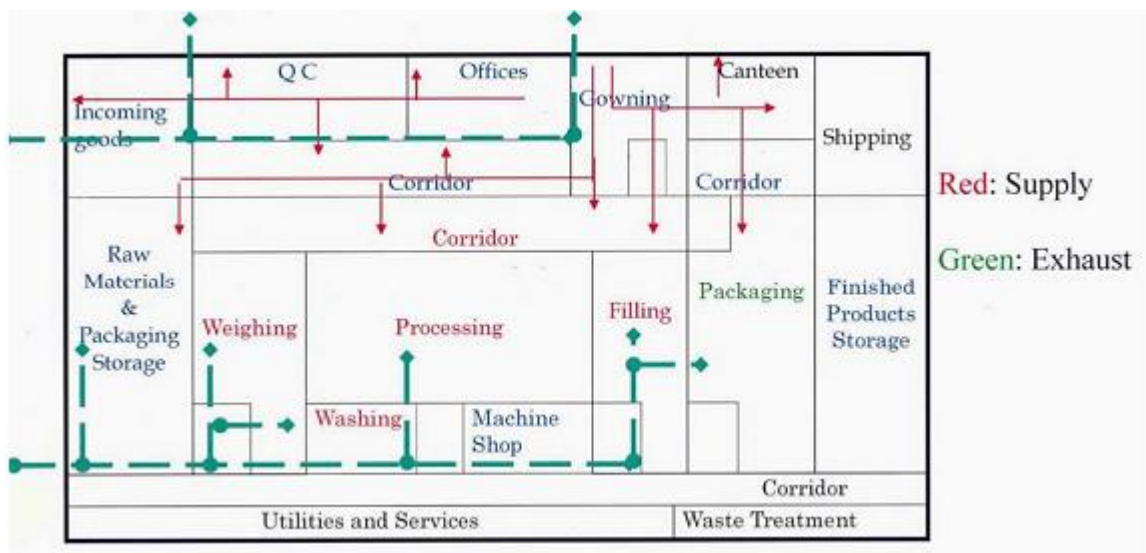 Q C
Offices
Canteen
Incoming
goods
Gowning
Shipping
Corridor
Corridor
Red: Supply
Corridor
Green: Exhaust
Raw
Materials
&
Packaging
Storage
Weighing
Processing
Filling
Packaging
Finished
Products
Storage
Washing
Machine
Shop
Corridor
Utilities and Services
Waste Treatment